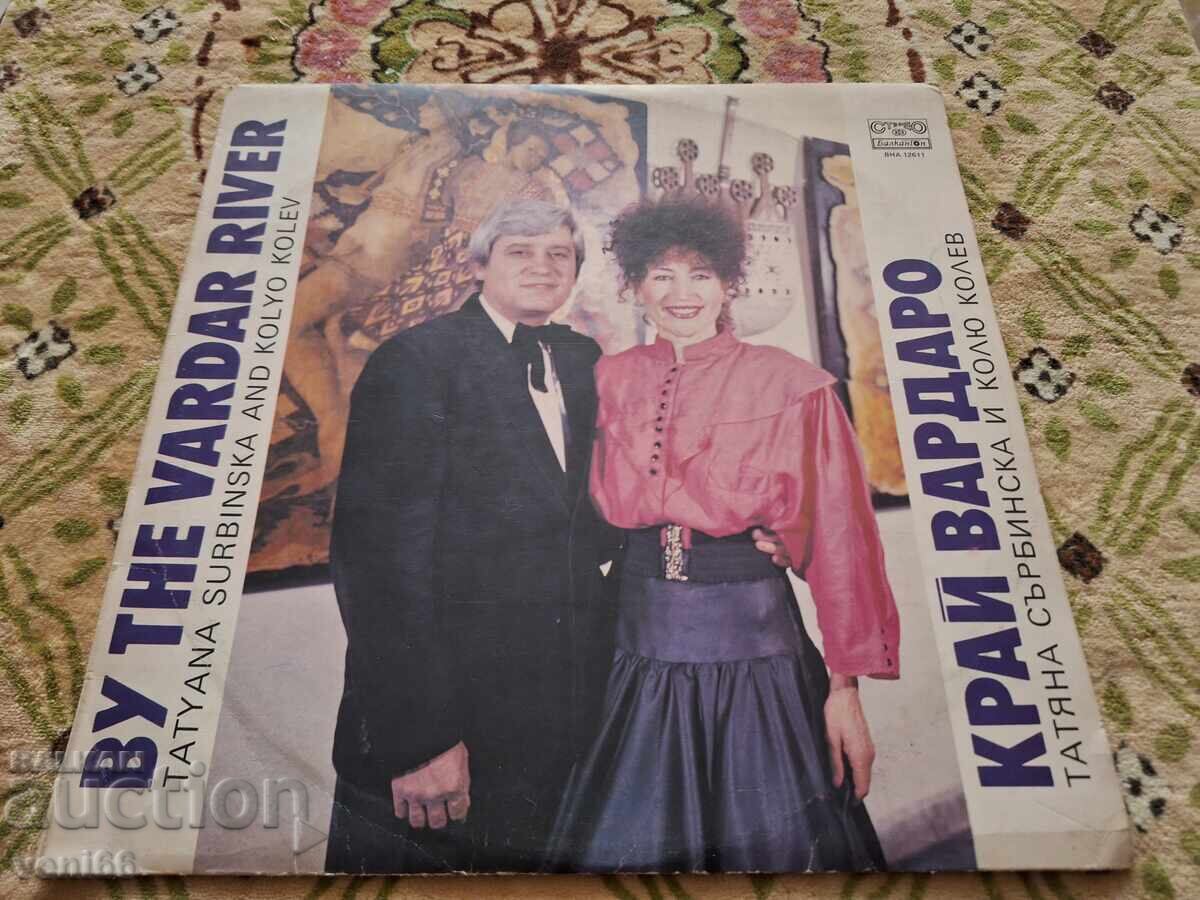 BY THE VARDAR RIVER
TATYANA SURBINSKA AND KOLYO KOLEV
СТЕРЕО
Балкантон
ВНА 12611
КРАЙ ВАРДАРО
ТАТЯНА СЪРБИНСКА И КОЛЮ КОЛЕВ
BALKAN
auction
veni66